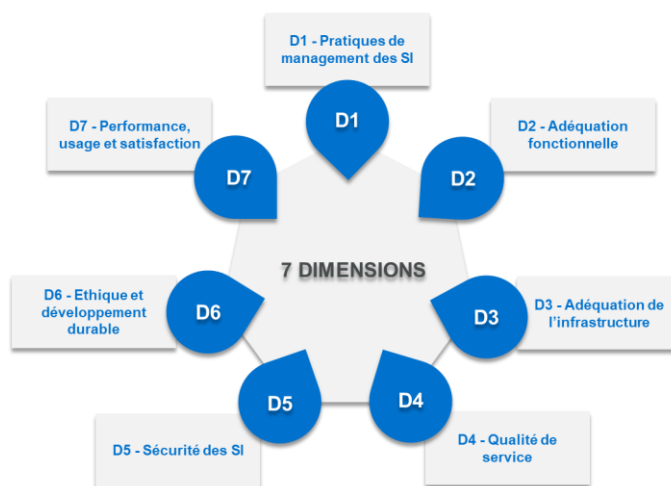 D1 - Pratiques de
management des SI
D1
D7 - Performance,
usage et satisfaction
D7
D2 - Adéquation
fonctionnelle
D2
7 DIMENSIONS
D6 - Ethique et
développement
durable
D6
D3 - Adéquation de
l'infrastructure
D3
D5
D4
D5 - Sécurité des SI
D4 - Qualité de
service